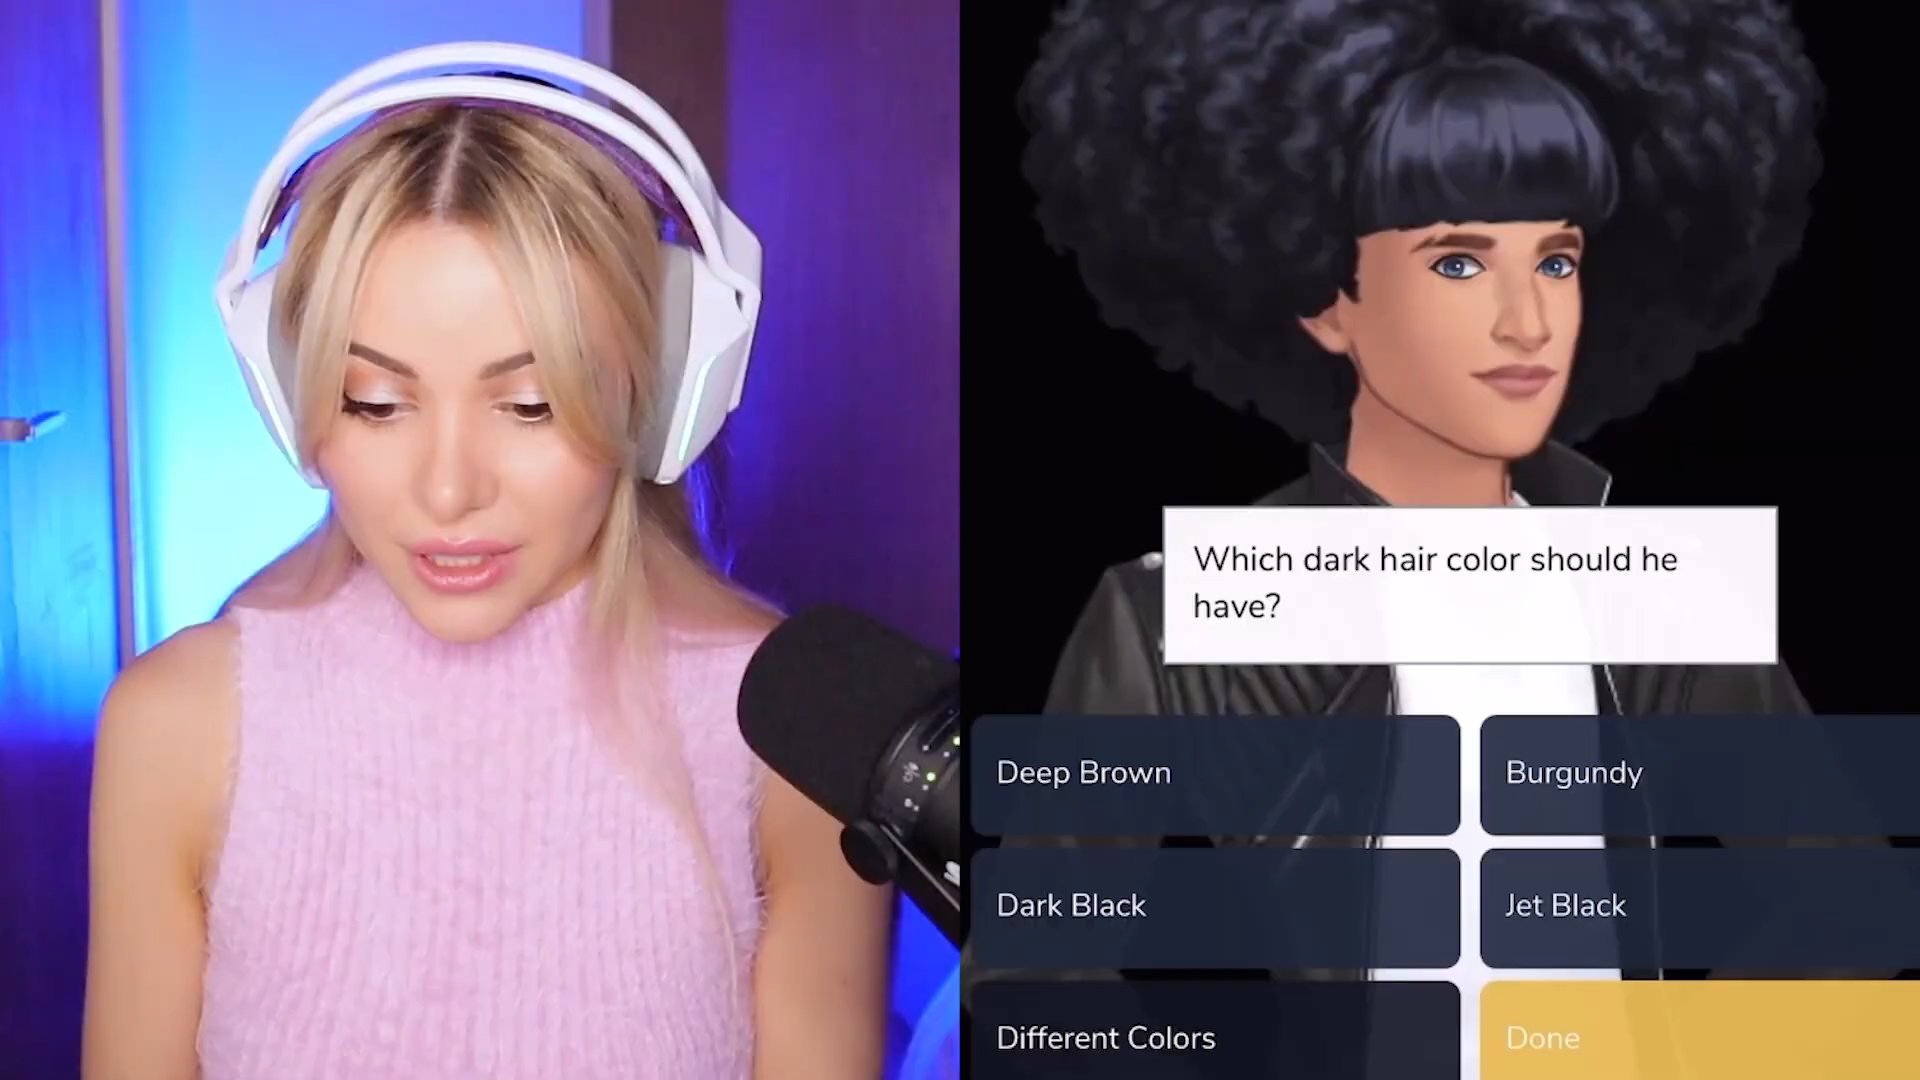 Which dark hair color should he
have?
Deep Brown
Burgundy
Dark Black
Jet Black
Different Colors
Done